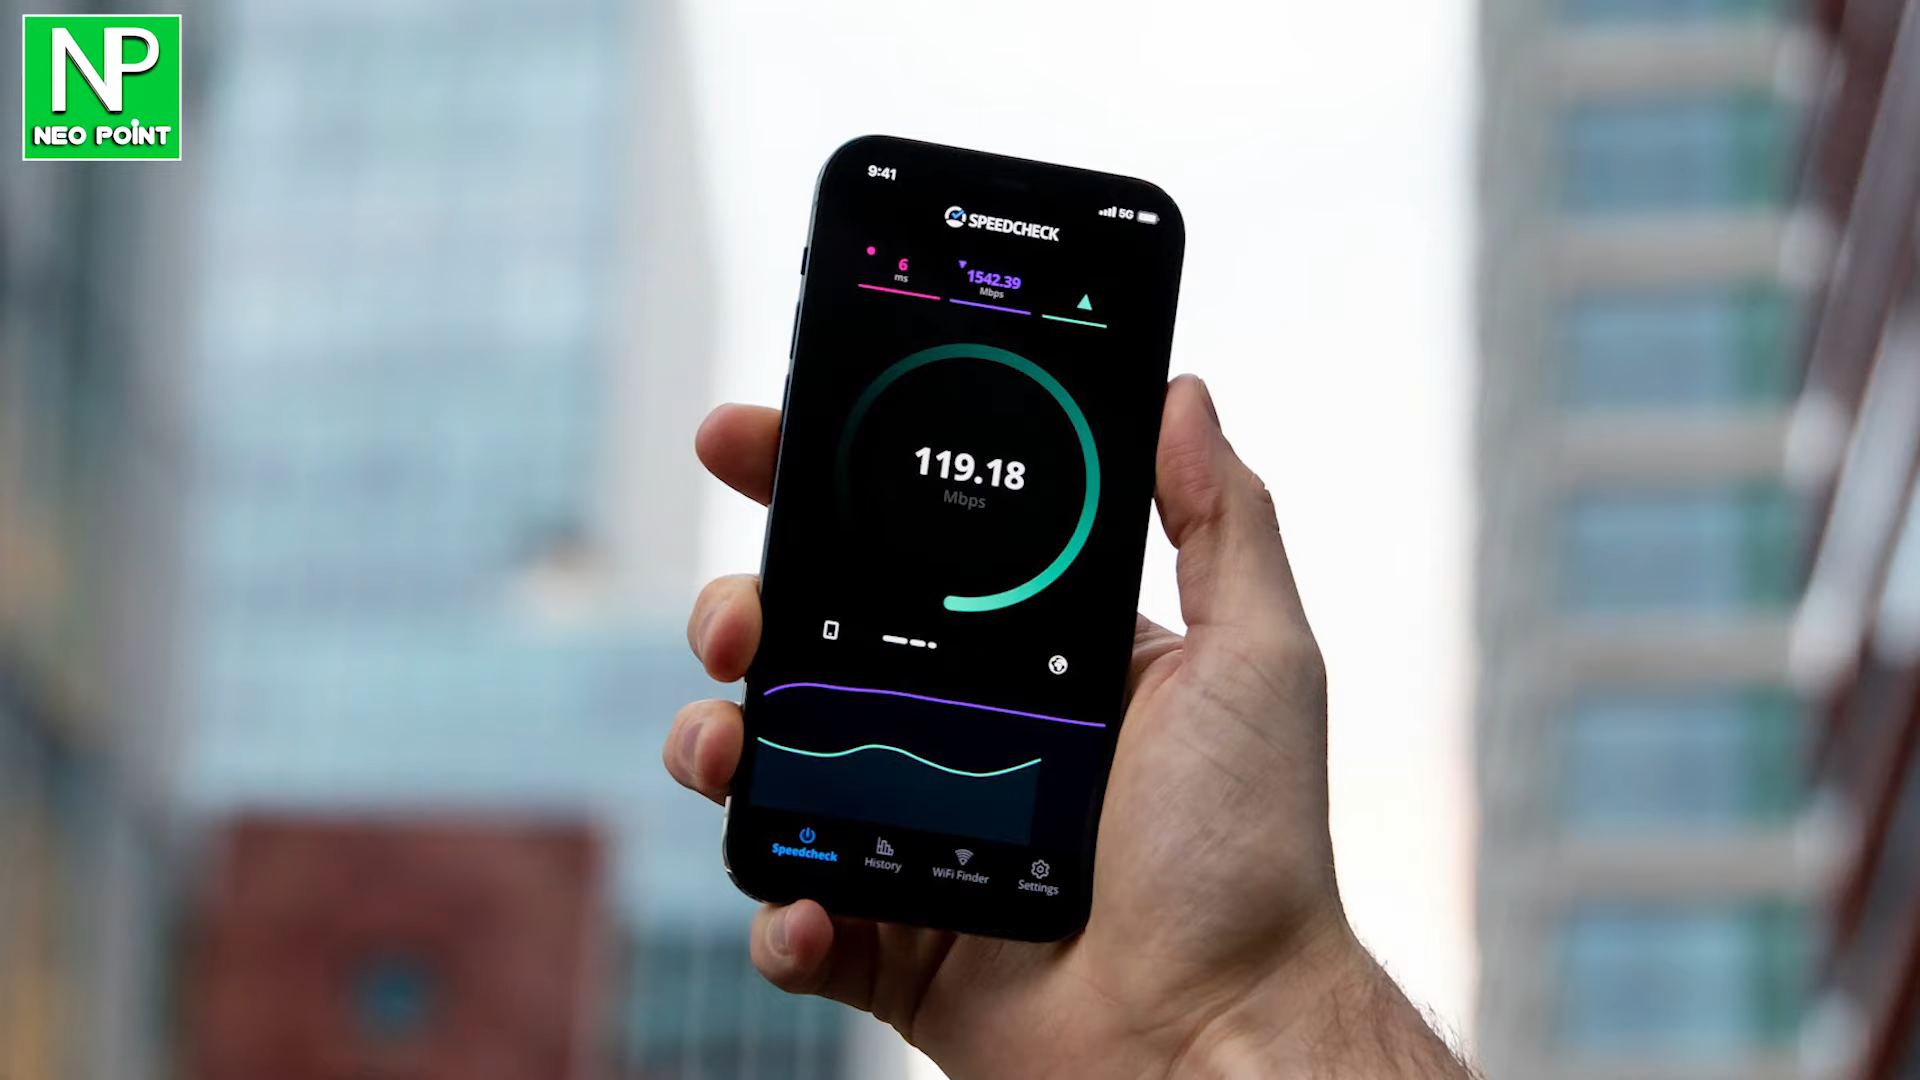 NP
NEO POINT
9:41
5G
SPEEDCHECK
6
ms
1542.39
Mbps
119.18
Mbps
Speedcheck
History
WiFi Finder
Settings